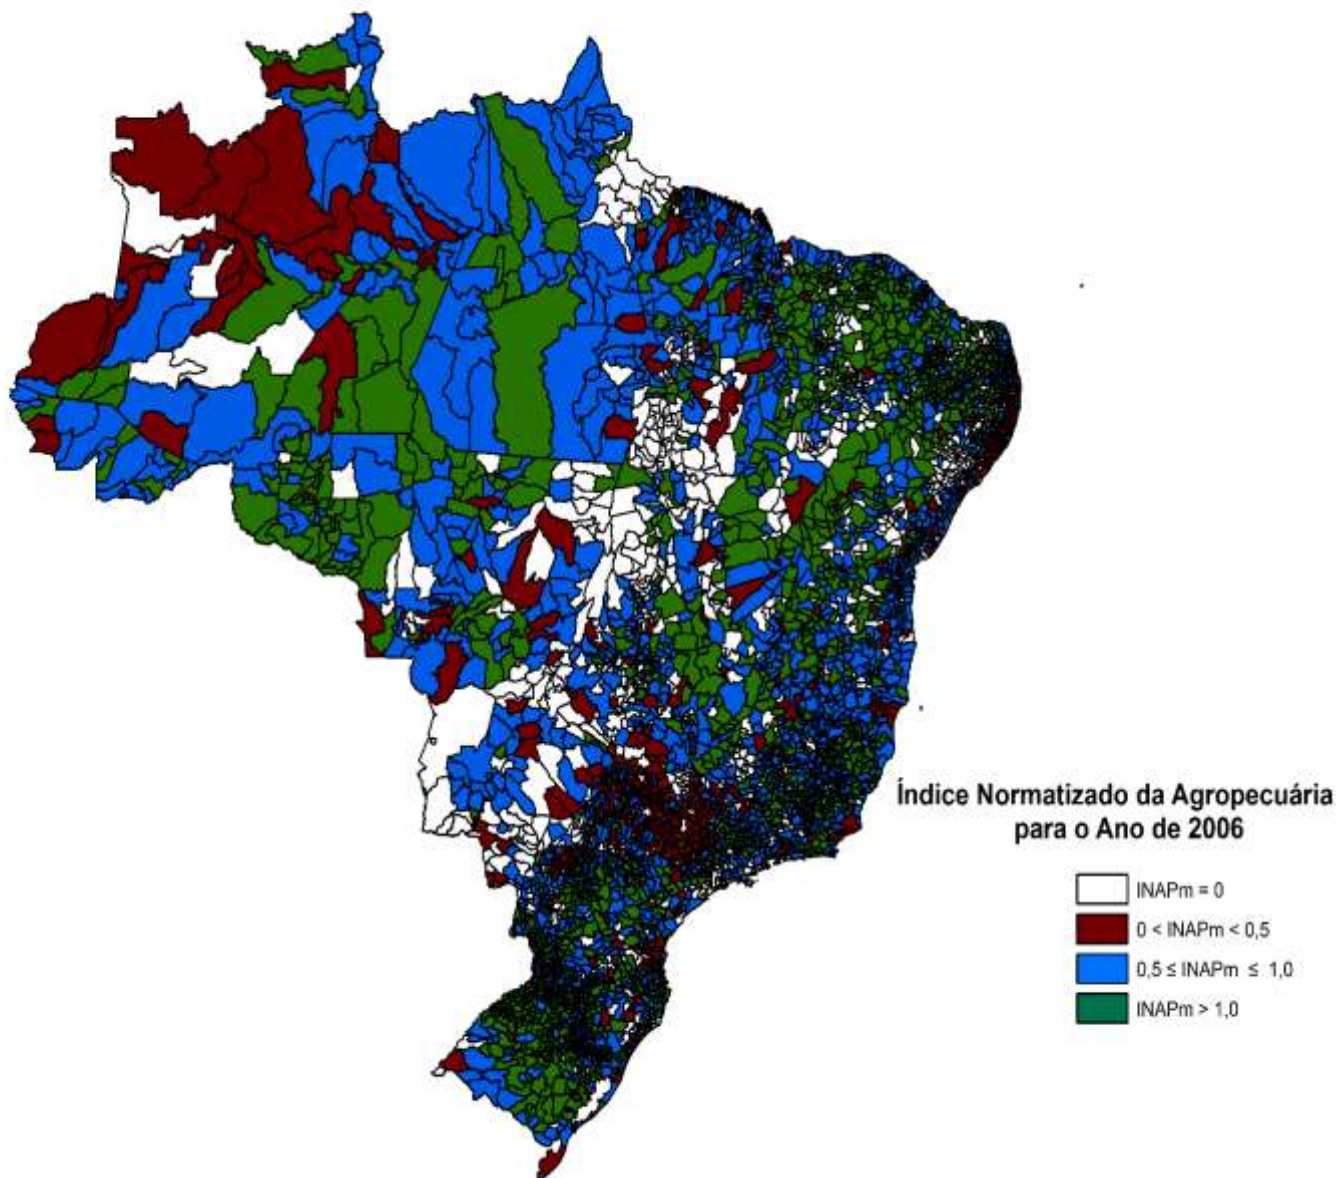 Índice Normatizado da Agropecuária
para o Ano de 2006
INAPm = 0
0 < INAPm < 0,5
0,5 ≤ INAPm ≤ 1,0
INAPm > 1,0